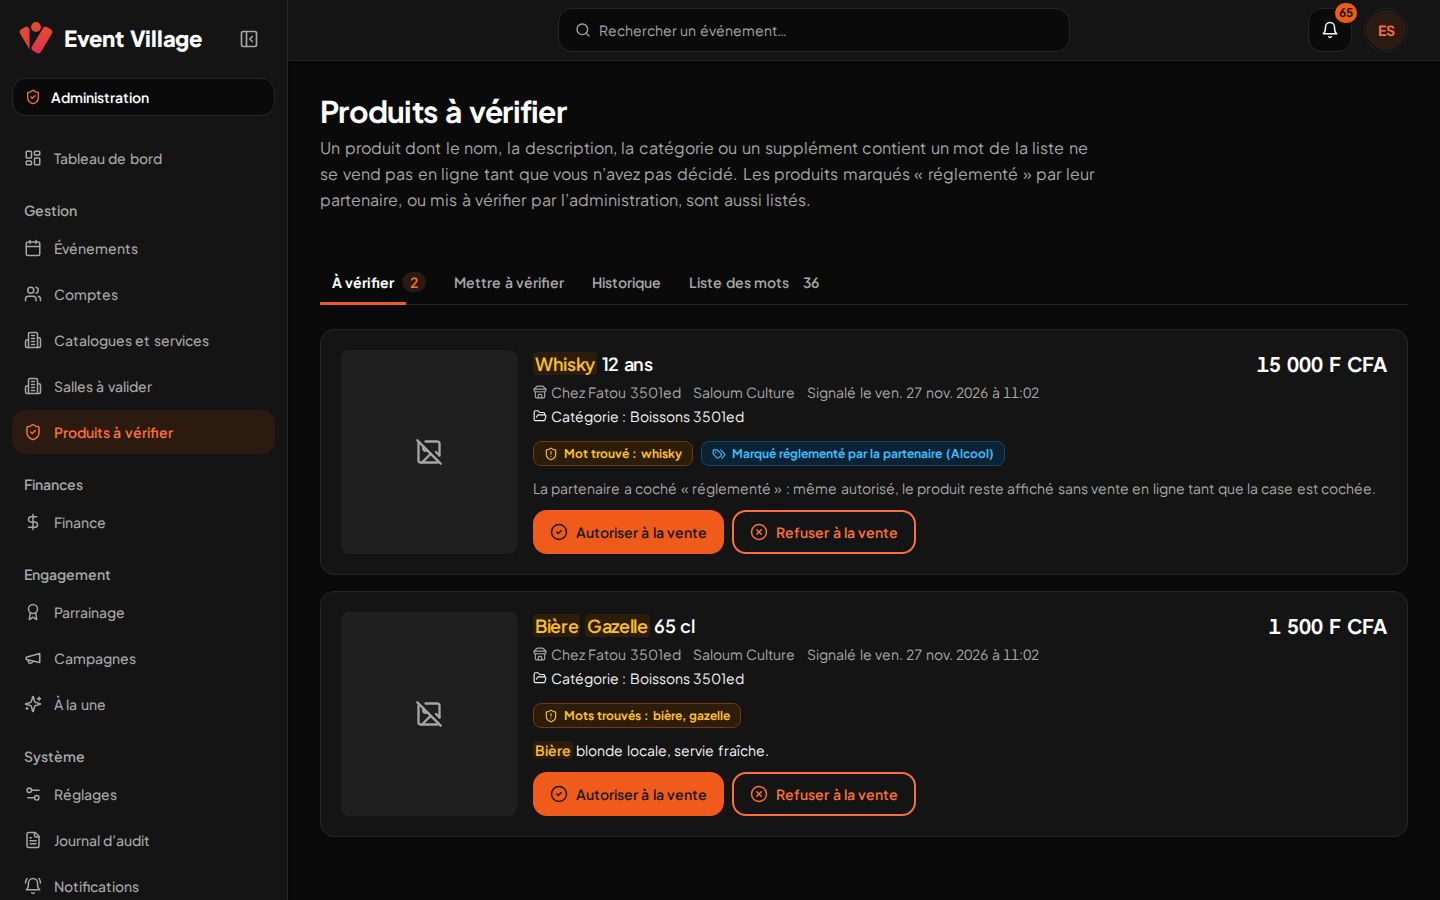 Event Village
Rechercher un événement...
65
ES
Administration
Tableau de bord
Gestion
Événements
Comptes
Catalogues et services
Salles à valider
Produits à vérifier
Finances
Finance
Engagement
Parrainage
Campagnes
À la une
Système
Réglages
Journal d'audit
Notifications
Produits à vérifier
Un produit dont le nom, la description, la catégorie ou un supplément contient un mot de la liste ne
se vend pas en ligne tant que vous n'avez pas décidé. Les produits marqués « réglementé » par leur
partenaire, ou mis à vérifier par l'administration, sont aussi listés.
À vérifier 2 Mettre à vérifier Historique Liste des mots 36
Whisky 12 ans 15 000 F CFA
Chez Fatou 3501ed Saloum Culture Signalé le ven. 27 nov. 2026 à 11:02
Catégorie : Boissons 3501ed
Mot trouvé : whisky Marqué réglementé par la partenaire (Alcool)
La partenaire a coché « réglementé » : même autorisé, le produit reste affiché sans vente en ligne tant que la case est cochée.
Autoriser à la vente Refuser à la vente
Bière Gazelle 65 cl 1 500 F CFA
Chez Fatou 3501ed Saloum Culture Signalé le ven. 27 nov. 2026 à 11:02
Catégorie : Boissons 3501ed
Mots trouvés : bière, gazelle
Bière blonde locale, servie fraîche.
Autoriser à la vente Refuser à la vente